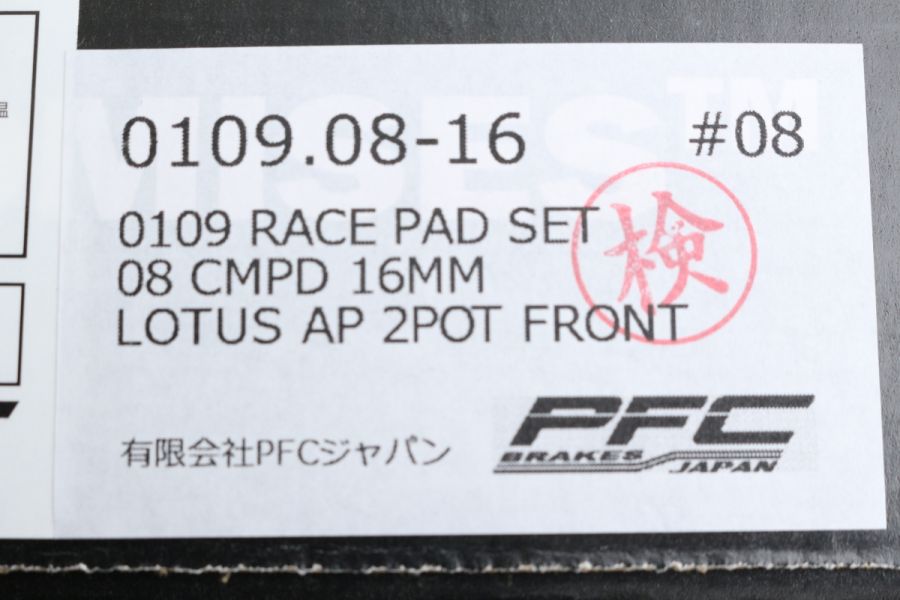 0109.08-16 #08
0109 RACE PAD SET
08 CMPD 16MM
LOTUS AP 2POT FRONT
検
有限会社PFCジャパン
PFC
BRAKES JAPAN
温